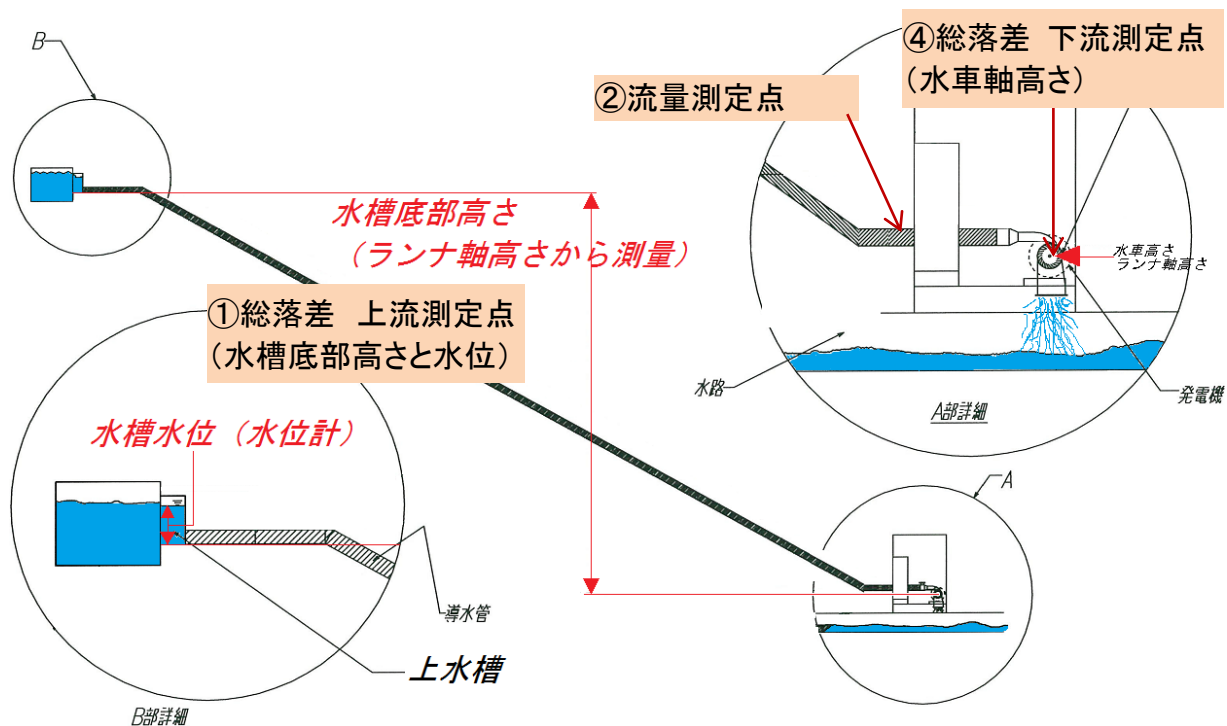 B
④総落差 下流測定点
(水車軸高さ)
②流量測定点
水槽底部高さ
(ランナ軸高さから測量)
水車高さ
ランナ軸高さ
①総落差 上流測定点
(水槽底部高さと水位)
水路
発電機
A部詳細
水槽水位(水位計)
A
導水管
上水槽
B部詳細